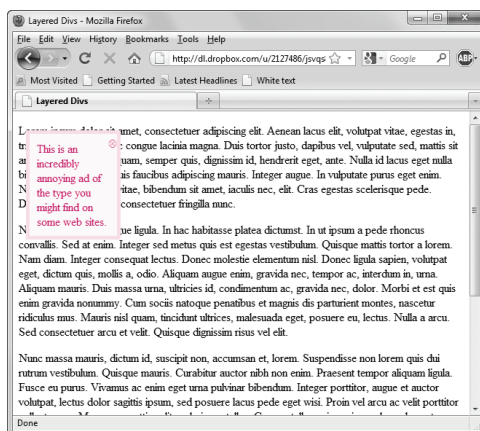 Layered Divs - Mozilla Firefox
File Edit View History Bookmarks Tools Help
http://dl.dropbox.com/u/2127486/jsvqs
Google
ABP
Most Visited Getting Started Latest Headlines White text
Layered Divs
Lorem ipsum dolor sit amet, consectetuer adipiscing elit. Aenean lacus elit, volutpat vitae, egestas in,
congue lacinia magna. Duis tortor justo, dapibus vel, vulputate sed, mattis sit
quam, semper quis, dignissim id, hendrerit eget, ante. Nulla id lacus eget nulla
faucibus adipiscing mauris. Integer augue. In vulputate purus eget enim.
vitae, bibendum sit amet, iaculis nec, elit. Cras egestas scelerisque pede.
consectetuer fringilla nunc.
This is an
incredibly
annoying ad of
the type you
might find on
some web sites.
ligula. In hac habitasse platea dictumst. In ut ipsum a pede rhoncus
convallis. Sed at enim. Integer sed metus quis est egestas vestibulum. Quisque mattis tortor a lorem.
Nam diam. Integer consequat lectus. Donec molestie elementum nisl. Donec ligula sapien, volutpat
eget, dictum quis, mollis a, odio. Aliquam augue enim, gravida nec, tempor ac, interdum in, urna.
Aliquam mauris. Duis massa urna, ultricies id, condimentum ac, gravida nec, dolor. Morbi et est quis
enim gravida nonummy. Cum sociis natoque penatibus et magnis dis parturient montes, nascetur
ridiculus mus. Mauris nisl quam, tincidunt ultrices, malesuada eget, posuere eu, lectus. Nulla a arcu.
Sed consectetuer arcu et velit. Quisque dignissim risus vel elit.
Nunc massa mauris, dictum id, suscipit non, accumsan et, lorem. Suspendisse non lorem quis dui
rutrum vestibulum. Quisque mauris. Curabitur auctor nibh non enim. Praesent tempor aliquam ligula.
Fusce eu purus. Vivamus ac enim eget urna pulvinar bibendum. Integer porttitor, augue et auctor
volutpat, lectus dolor sagittis ipsum, sed posuere lacus pede eget wisi. Proin vel arcu ac velit porttitor
Done